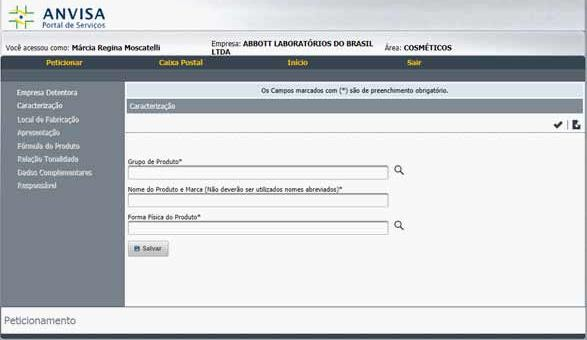 ANVISA
Portal de Serviços
Você acessou como: Márcia Regina Moscatelli
Empresa: ABBOTT LABORATÓRIOS DO BRASIL
LTDA
Área: COSMÉTICOS
Peticionar
Caixa Postal
Início
Sair
Empresa Detentora
Caracterização
Local de Fabricação
Apresentação
Fórmula do Produto
Relação Tonalidade
Dados Complementares
Responsável
Os Campos marcados com (*) são de preenchimento obrigatório.
Caracterização
Grupo de Produto*
Nome do Produto e Marca (Não deverão ser utilizados nomes abreviados)*
Forma Física do Produto*
Salvar
Peticionamento